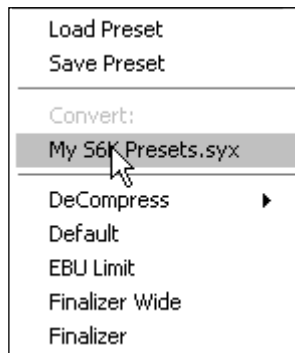 Load Preset
Save Preset
Convert:
My S6K Presets.syx
DeCompress
Default
EBU Limit
Finalizer Wide
Finalizer